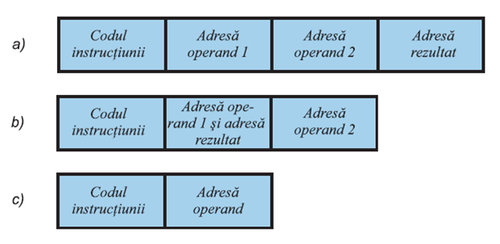 a)
Codul
instrucțiunii
Adresă
operand 1
Adresă
operand 2
Adresă
rezultat
b)
Codul
instrucțiunii
Adresă ope-
rand 1 şi adresă
rezultat
Adresă
operand 2
c)
Codul
instrucțiunii
Adresă
operand